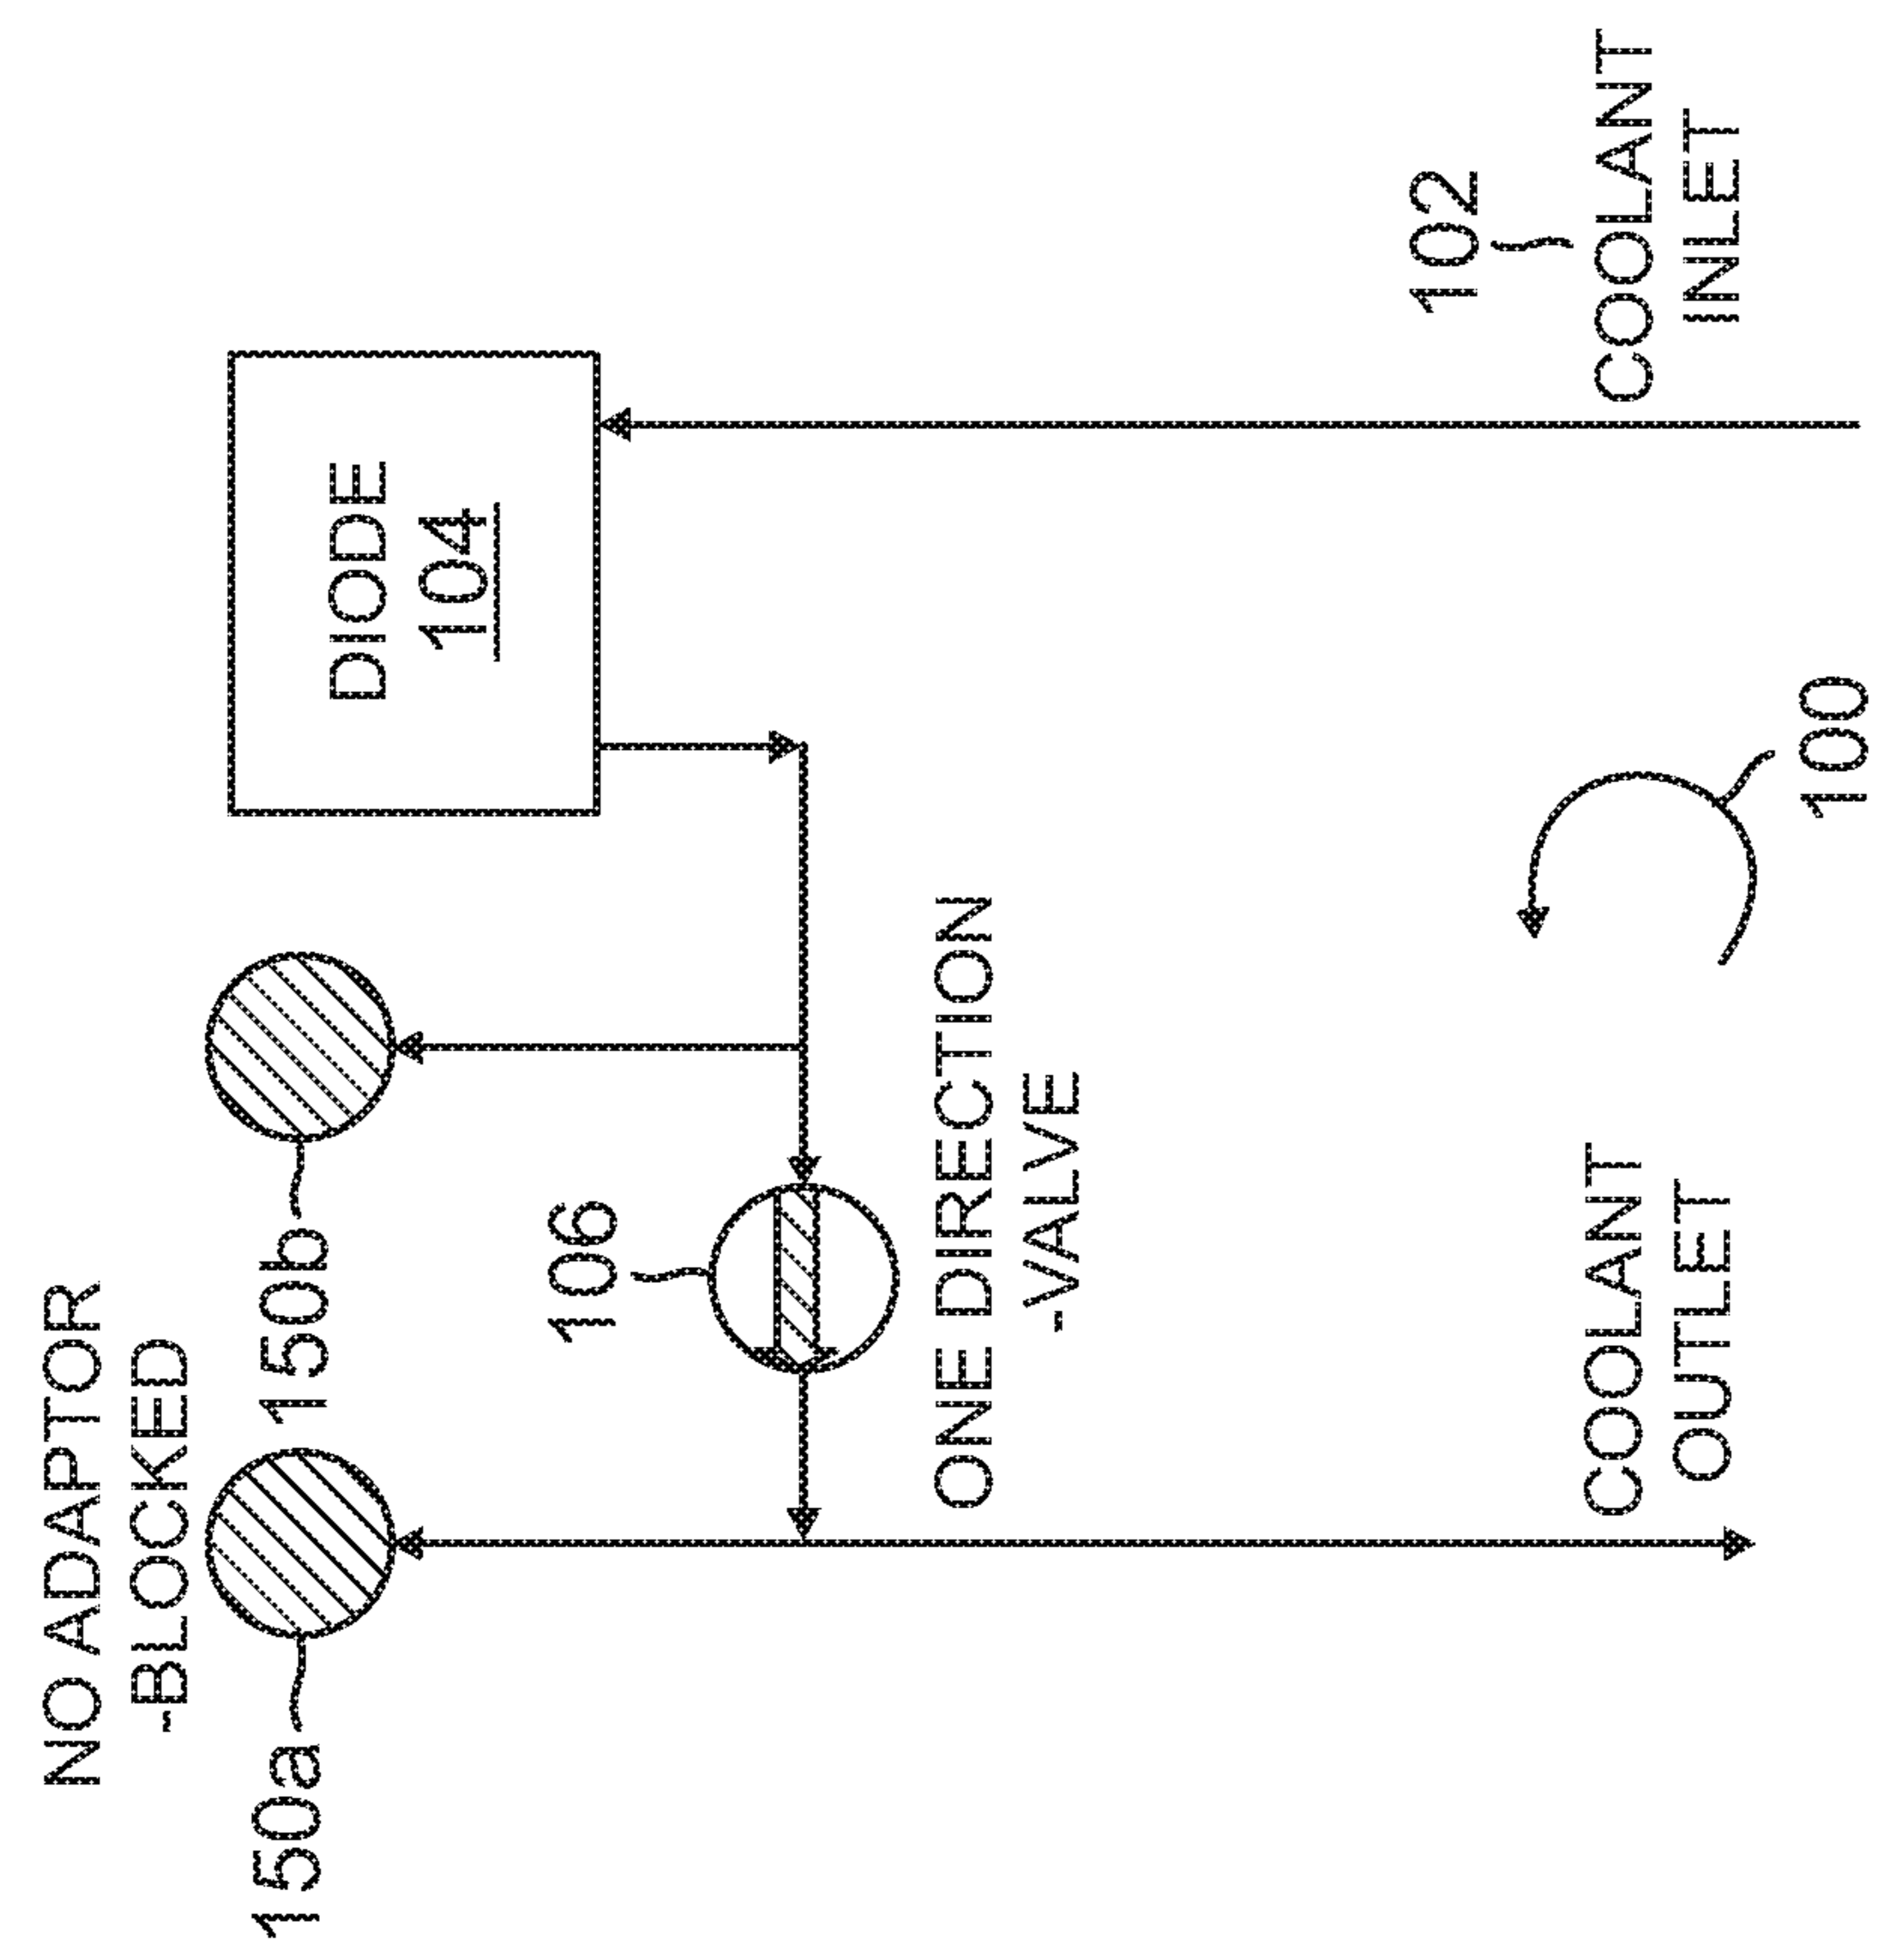 NO ADAPTOR
-BLOCKED
150a
150b
DIODE
104
106
ONE DIRECTION
-VALVE
102
COOLANT
INLET
COOLANT
OUTLET
100